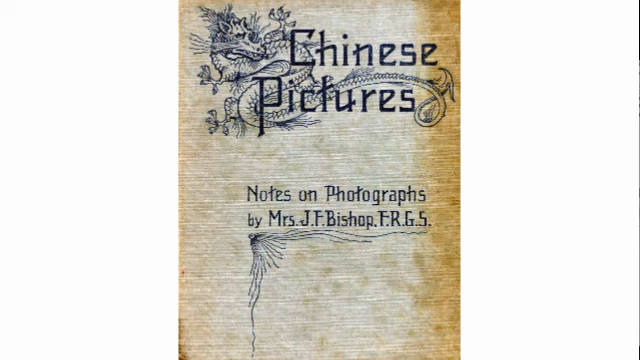 Chinese
Pictures
Notes on Photographs
by Mrs. J.F. Bishop, F.R.G.S.